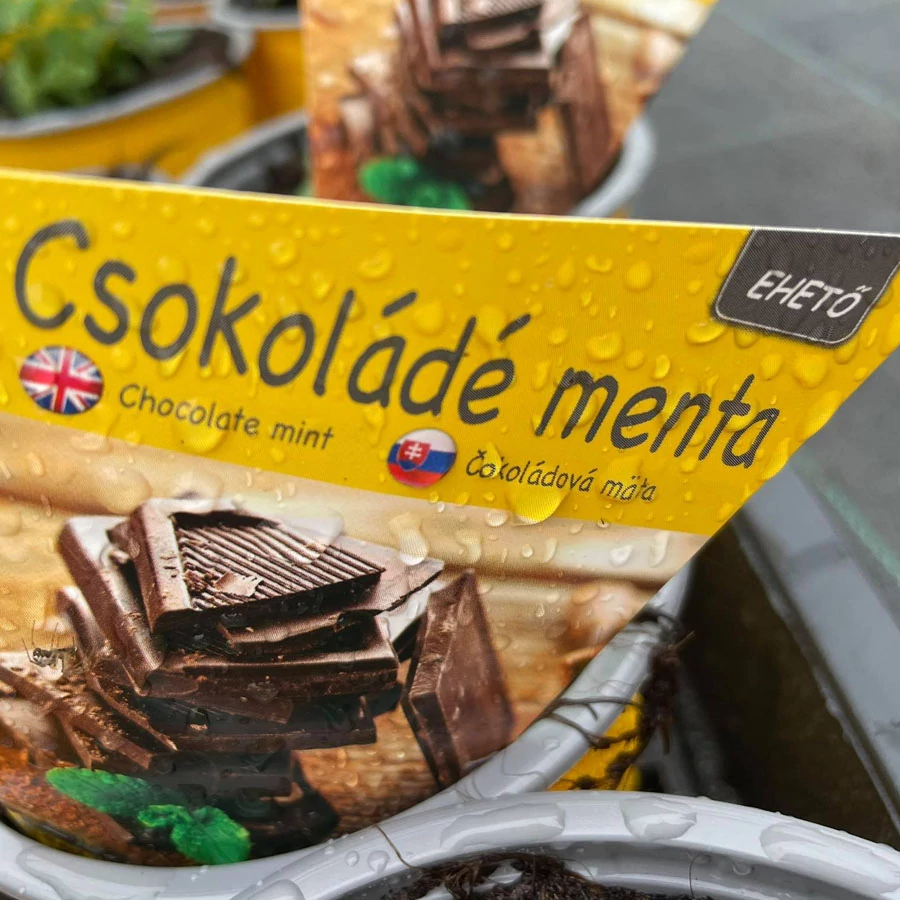 Csokoládé menta
EHETŐ
Chocolate mint
Čokoládová mäta